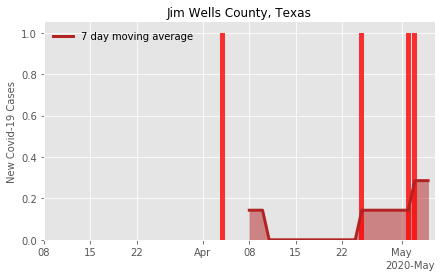 Jim Wells County, Texas
7 day moving average
New Covid-19 Cases
1.0
0.8
0.6
0.4
0.2
0.0
08 15 22 Apr 08 15 22 May
2020-May